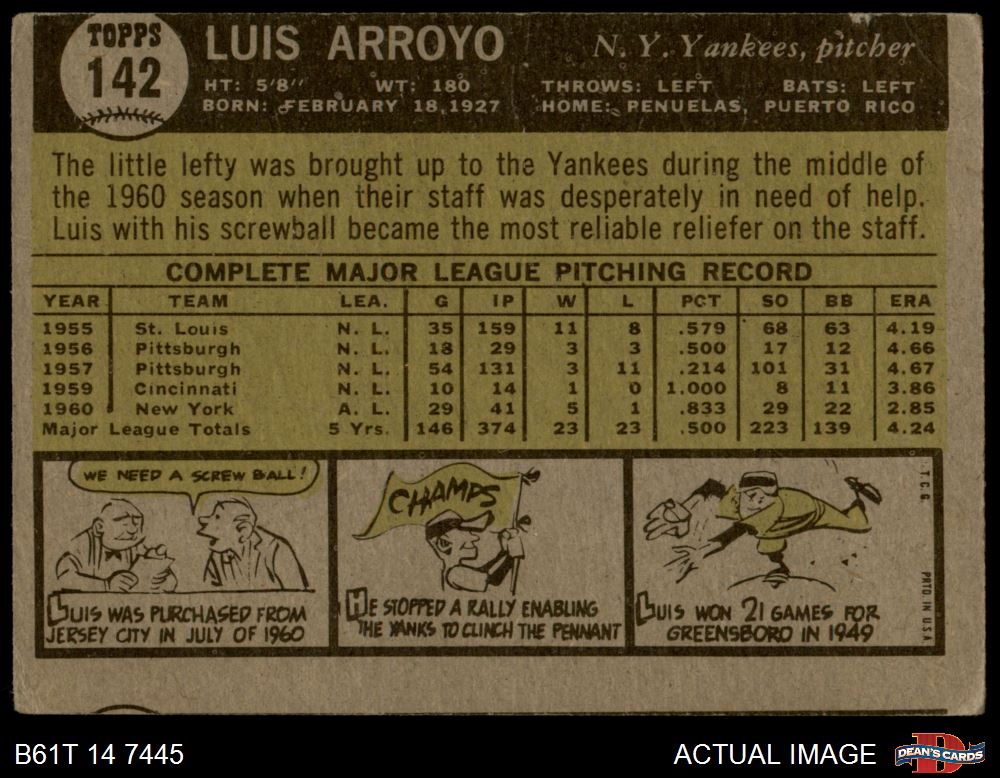 TOPPS
142
LUIS ARROYO
N. Y. Yankees, pitcher
HT: 5'8'' WT: 180 THROWS: LEFT BATS: LEFT
BORN: FEBRUARY 18, 1927 HOME: PENUELAS, PUERTO RICO
The little lefty was brought up to the Yankees during the middle of
the 1960 season when their staff was desperately in need of help.
Luis with his screwball became the most reliable reliefer on the staff.
COMPLETE MAJOR LEAGUE PITCHING RECORD
YEAR TEAM LEA. G IP W L PCT SO BB ERA
1955 St. Louis N. L. 35 159 11 8 .579 68 63 4.19
1956 Pittsburgh N. L. 18 29 3 3 .500 17 12 4.66
1957 Pittsburgh N. L. 54 131 3 11 .214 101 31 4.67
1959 Cincinnati N. L. 10 14 1 0 1.000 8 11 3.86
1960 New York A. L. 29 41 5 1 .833 29 22 2.85
Major League Totals 5 Yrs. 146 374 23 23 .500 223 139 4.24
WE NEED A SCREW BALL!
LUIS WAS PURCHASED FROM
JERSEY CITY IN JULY OF 1960
CHAMPS
HE STOPPED A RALLY ENABLING
THE YANKS TO CLINCH THE PENNANT
LUIS WON 21 GAMES FOR
GREENSBORO IN 1949
T.C.G.
PRTD. IN U.S.A.
B61T 14 7445
ACTUAL IMAGE
DEAN'S CARDS